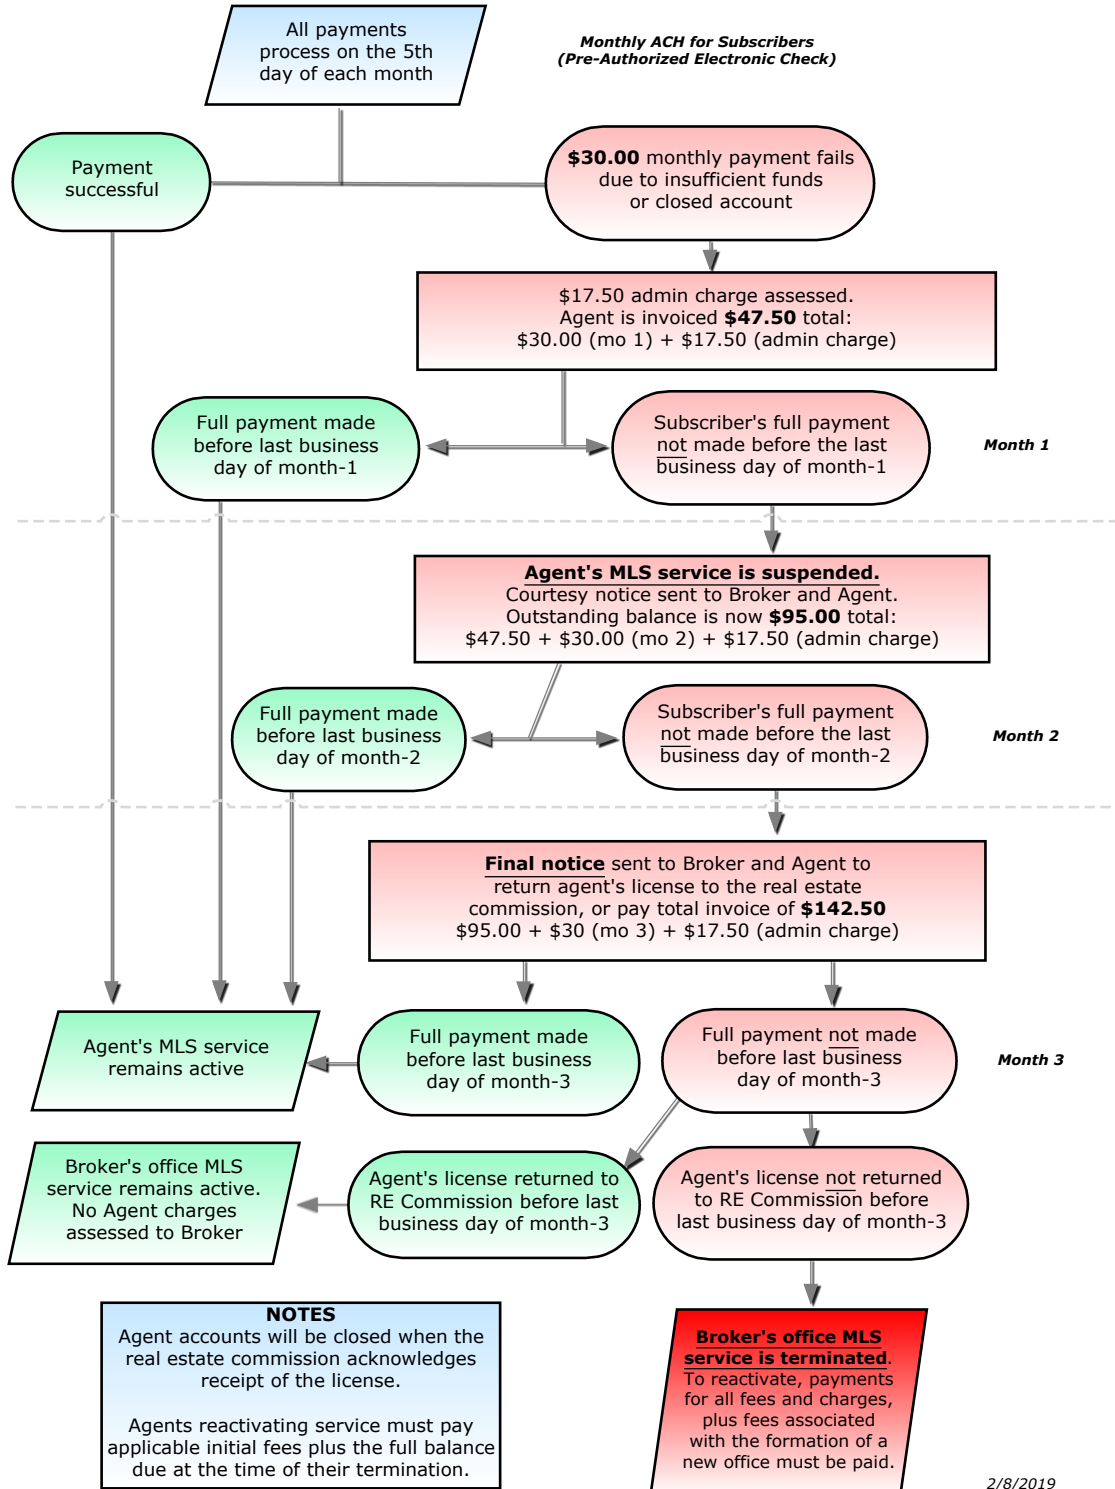 All payments
process on the 5th
day of each month
Monthly ACH for Subscribers
(Pre-Authorized Electronic Check)
Payment
successful
$30.00 monthly payment fails
due to insufficient funds
or closed account
$17.50 admin charge assessed.
Agent is invoiced $47.50 total:
$30.00 (mo 1) + $17.50 (admin charge)
Full payment made
before last business
day of month-1
Subscriber's full payment
not made before the last
business day of month-1
Month 1
Agent's MLS service is suspended.
Courtesy notice sent to Broker and Agent.
Outstanding balance is now $95.00 total:
$47.50 + $30.00 (mo 2) + $17.50 (admin charge)
Full payment made
before last business
day of month-2
Subscriber's full payment
not made before the last
business day of month-2
Month 2
Final notice sent to Broker and Agent to
return agent's license to the real estate
commission, or pay total invoice of $142.50
$95.00 + $30 (mo 3) + $17.50 (admin charge)
Agent's MLS service
remains active
Full payment made
before last business
day of month-3
Full payment not made
before last business
day of month-3
Month 3
Broker's office MLS
service remains active.
No Agent charges
assessed to Broker
Agent's license returned to
RE Commission before last
business day of month-3
Agent's license not returned
to RE Commission before
last business day of month-3
NOTES
Agent accounts will be closed when the
real estate commission acknowledges
receipt of the license.
Agents reactivating service must pay
applicable initial fees plus the full balance
due at the time of their termination.
Broker's office MLS
service is terminated.
To reactivate, payments
for all fees and charges,
plus fees associated
with the formation of a
new office must be paid.
2/8/2019